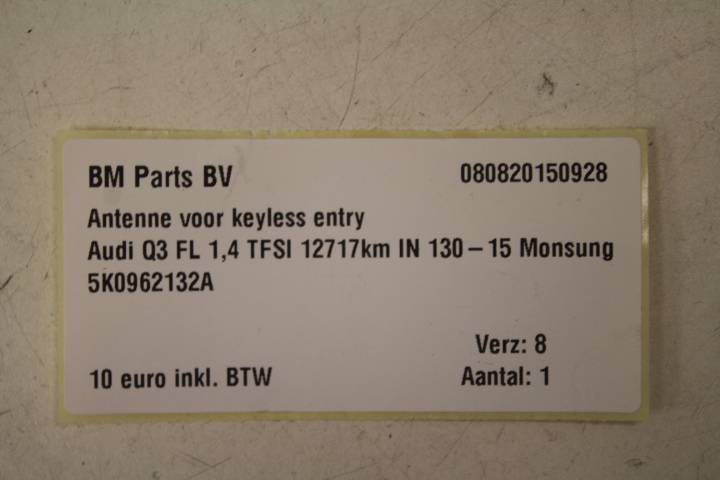 BM Parts BV 080820150928
Antenne voor keyless entry
Audi Q3 FL 1,4 TFSI 12717km IN 130 – 15 Monsung
5K0962132A
Verz: 8
10 euro inkl. BTW Aantal: 1